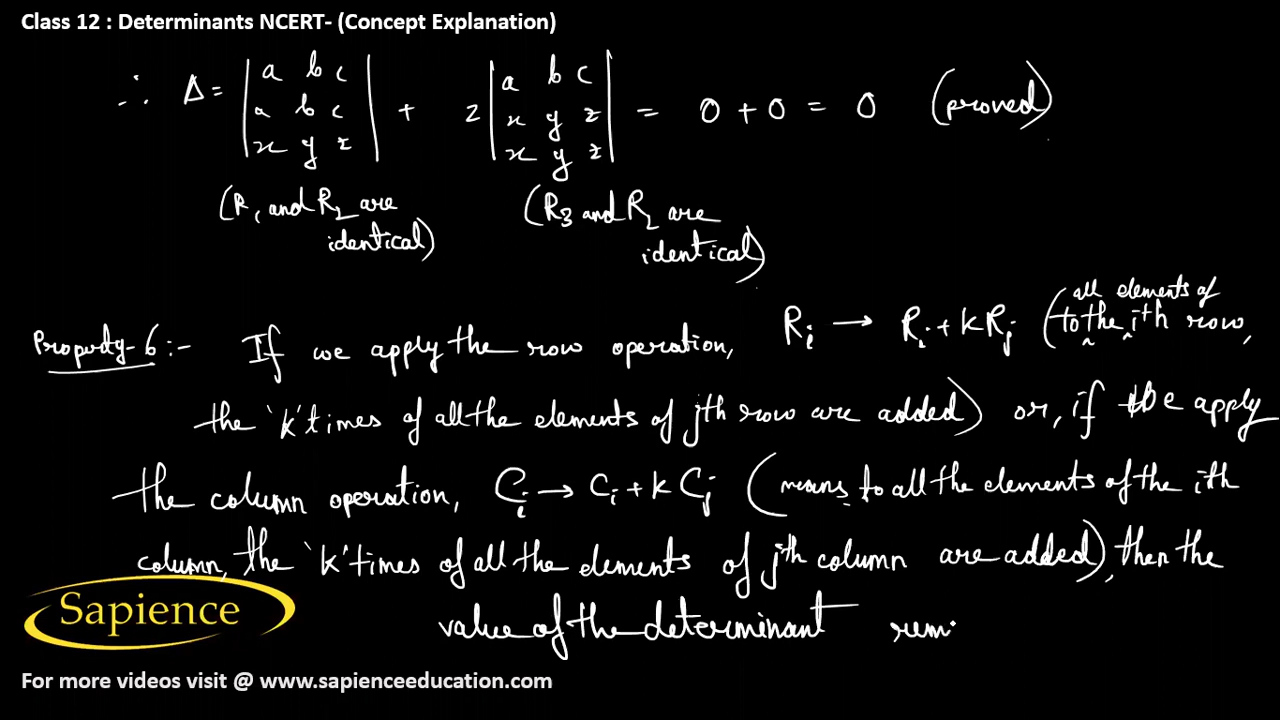 Class 12 : Determinants NCERT- (Concept Explanation)
∴ Δ = | a b c | + 2 | a b c | = 0 + 0 = 0 (proved)
| a b c | | x y z |
| x y z | | x y z |
(R1 and R2 are (R3 and R2 are
identical) identical)
all elements of
Property-6 :- If we apply the row operation, Ri → Ri + kRj (to the ith row,
the 'k' times of all the elements of jth row are added) or, if we apply
the column operation, Ci → Ci + k Cj (means to all the elements of the ith
column, the 'k' times of all the elements of jth column are added), then the
value of the determinant rem
Sapience
For more videos visit @ www.sapienceeducation.com